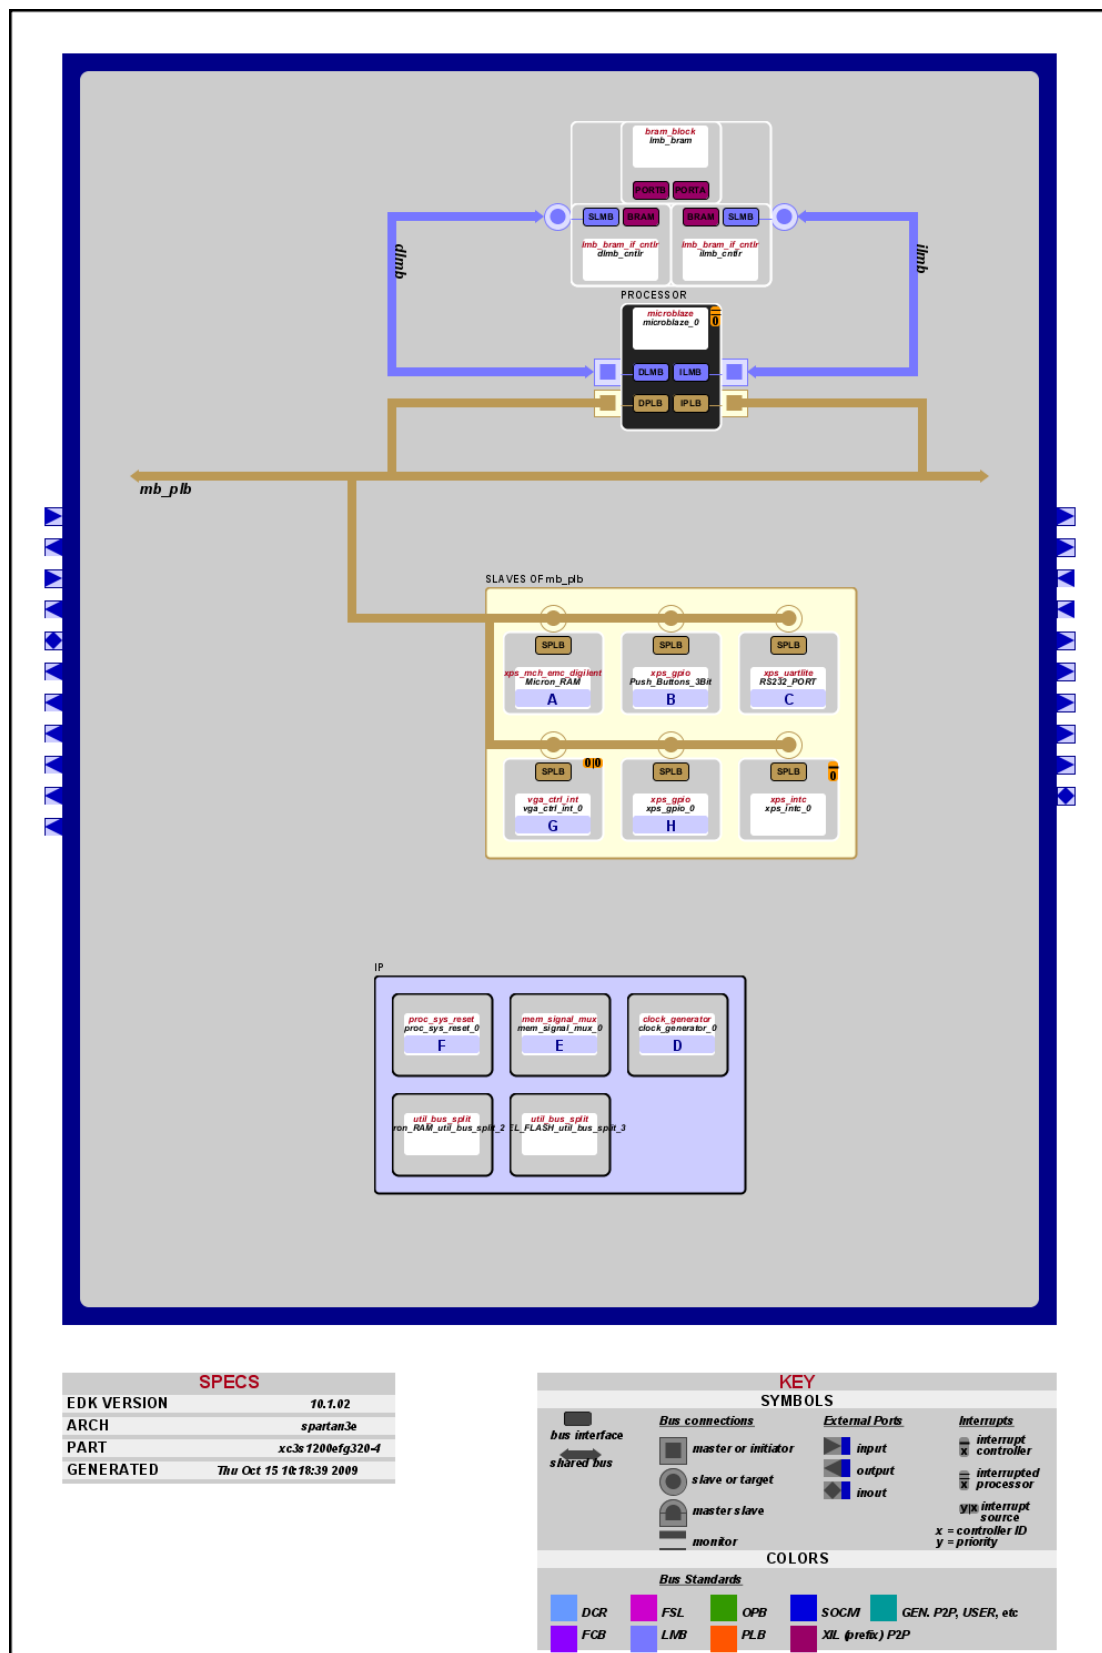 bram_block
lmb_bram
PORTB PORTA
SLMB BRAM BRAM SLMB
lmb_bram_if_cntlr lmb_bram_if_cntlr
dlmb_cntlr ilmb_cntlr
dlmb ilmb
PROCESSOR
microblaze
microblaze_0
0
DLMB ILMB
DPLB IPLB
mb_plb
SLAVES OF mb_plb
SPLB SPLB SPLB
xps_mch_emc_digilent xps_gpio xps_uartlite
Micron_RAM Push_Buttons_3Bit RS232_PORT
A B C
0|0
SPLB SPLB SPLB
0
vga_ctrl_int xps_gpio xps_intc
vga_ctrl_int_0 xps_gpio_0 xps_intc_0
G H
IP
proc_sys_reset mem_signal_mux clock_generator
proc_sys_reset_0 mem_signal_mux_0 clock_generator_0
F E D
util_bus_split util_bus_split
ron_RAM_util_bus_split_2 EL_FLASH_util_bus_split_3
SPECS
EDK VERSION 10.1.02
ARCH spartan3e
PART xc3s1200efg320-4
GENERATED Thu Oct 15 10:18:39 2009
KEY
SYMBOLS
bus interface
shared bus
Bus connections
master or initiator
slave or target
master slave
monitor
External Ports
input
output
inout
Interrupts
x interrupt controller
x interrupted processor
y|x interrupt source
x = controller ID
y = priority
COLORS
Bus Standards
DCR FSL OPB SOCM GEN. P2P, USER, etc
FCB LMB PLB XIL (prefix) P2P